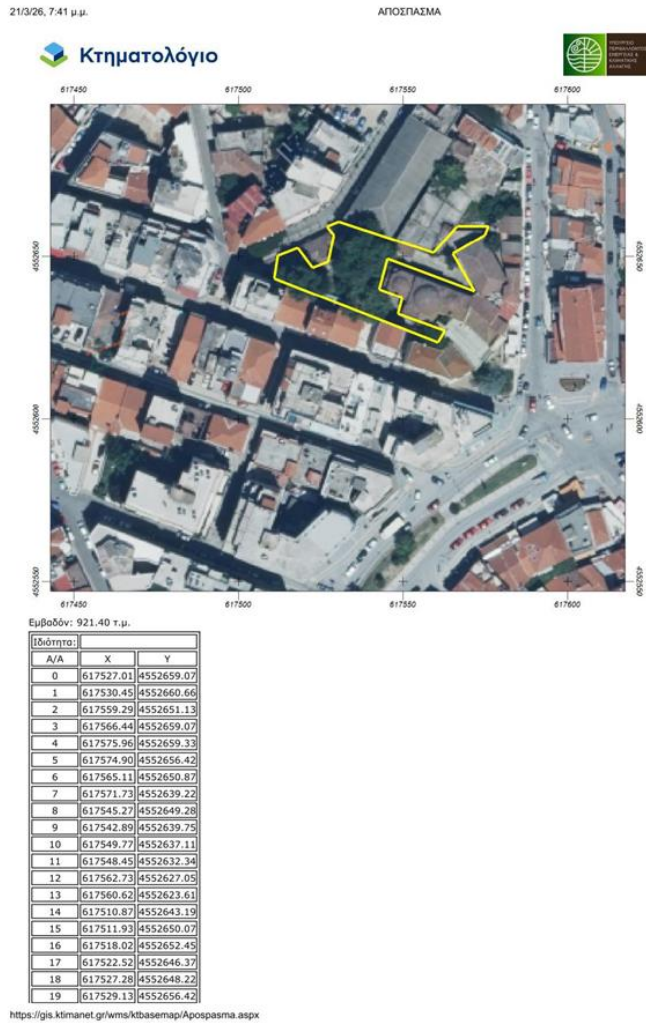 21/3/26, 7:41 μ.μ. ΑΠΟΣΠΑΣΜΑ
Κτηματολόγιο
ΥΠΟΥΡΓΕΙΟ
ΠΕΡΙΒΑΛΛΟΝΤΟΣ
ΕΝΕΡΓΕΙΑΣ &
ΚΛΙΜΑΤΙΚΗΣ
ΑΛΛΑΓΗΣ
617450 617500 617550 617600
4552650 4552650
4552600 4552600
4552550 4552550
617450 617500 617550 617600
Εμβαδόν: 921.40 τ.μ.
Ιδιότητα:
Α/Α X Y
0 617527.01 4552659.07
1 617530.45 4552660.66
2 617559.29 4552651.13
3 617566.44 4552659.07
4 617575.96 4552659.33
5 617574.90 4552656.42
6 617565.11 4552650.87
7 617571.73 4552639.22
8 617545.27 4552649.28
9 617542.89 4552639.75
10 617549.77 4552637.11
11 617548.45 4552632.34
12 617562.73 4552627.05
13 617560.62 4552623.61
14 617510.87 4552643.19
15 617511.93 4552650.07
16 617518.02 4552652.45
17 617522.52 4552646.37
18 617527.28 4552648.22
19 617529.13 4552656.42
https://gis.ktimanet.gr/wms/ktbasemap/Apospasma.aspx